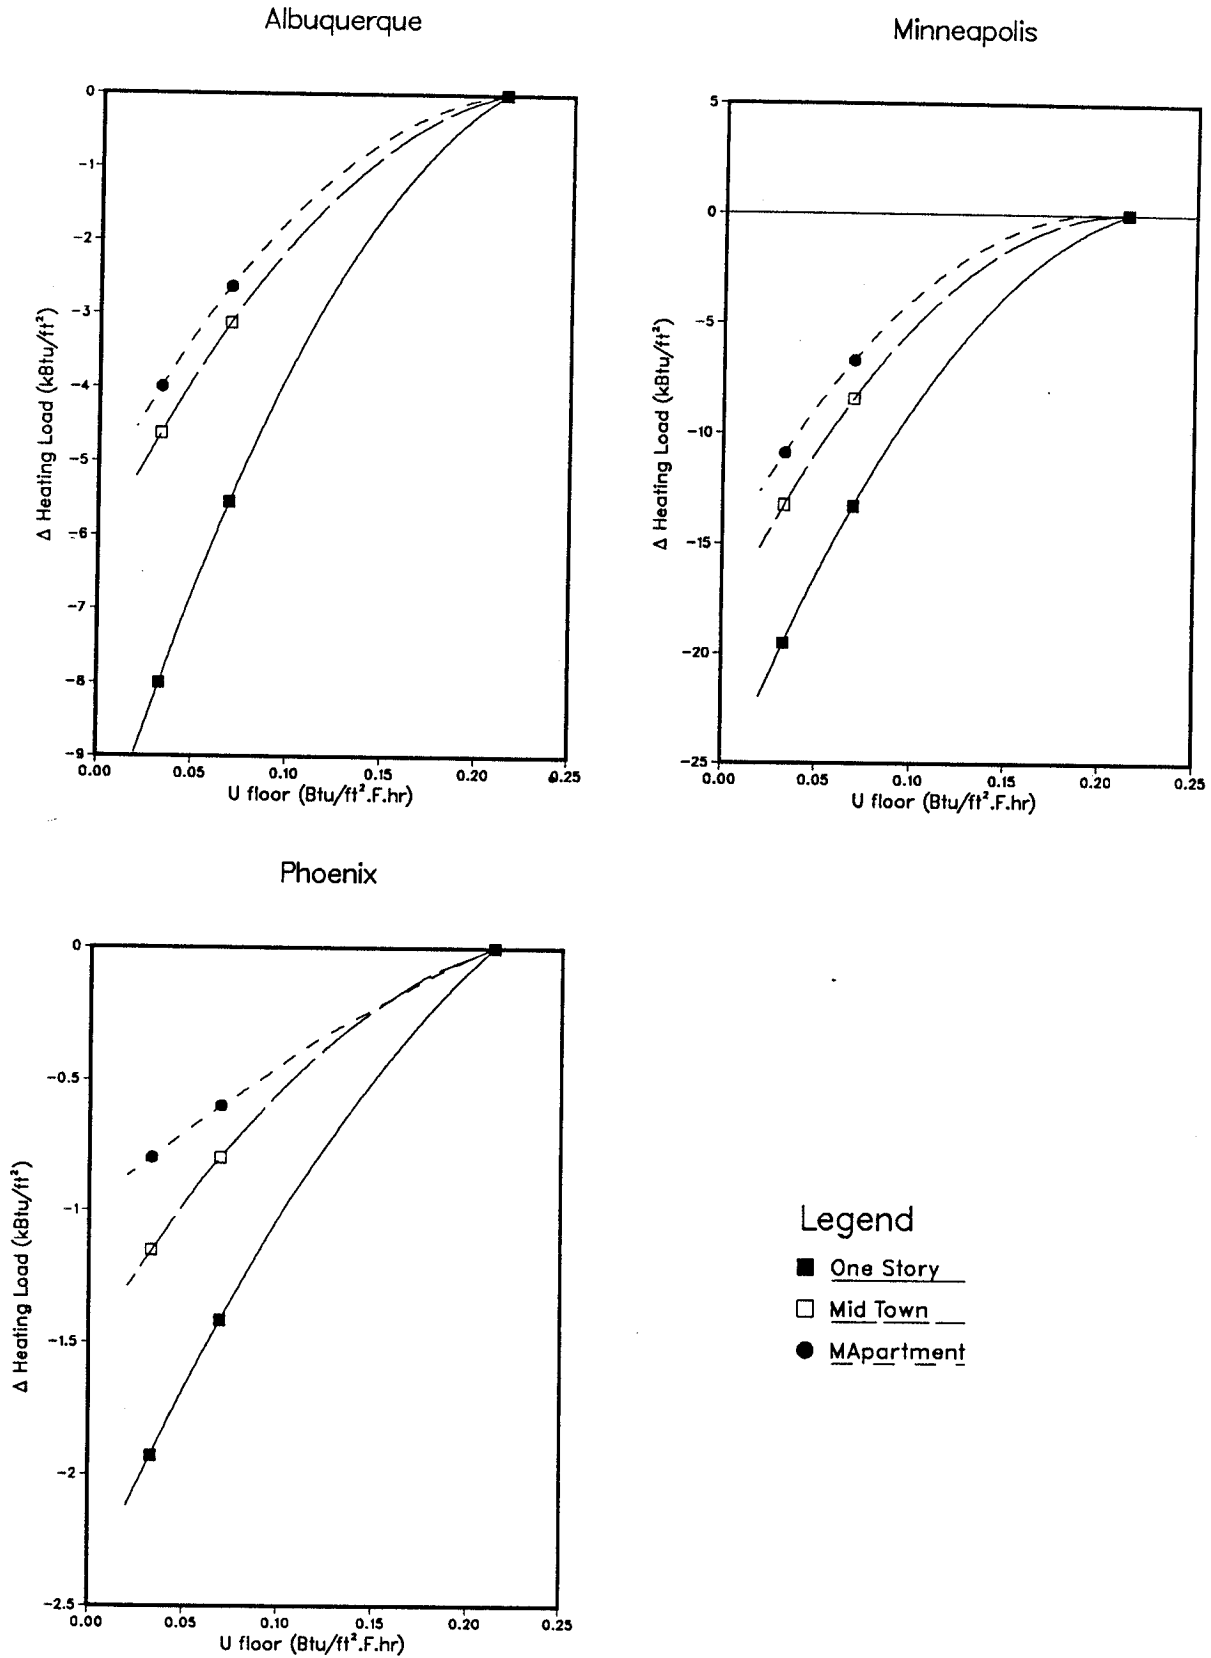 Albuquerque
0
-1
-2
-3
-4
-5
-6
-7
-8
-9
Δ Heating Load (kBtu/ft²)
0.00 0.05 0.10 0.15 0.20 0.25
U floor (Btu/ft².F.hr)
Minneapolis
5
0
-5
-10
-15
-20
-25
Δ Heating Load (kBtu/ft²)
0.00 0.05 0.10 0.15 0.20 0.25
U floor (Btu/ft².F.hr)
Phoenix
0
-0.5
-1
-1.5
-2
-2.5
Δ Heating Load (kBtu/ft²)
0.00 0.05 0.10 0.15 0.20 0.25
U floor (Btu/ft².F.hr)
Legend
One Story
Mid Town
MApartment